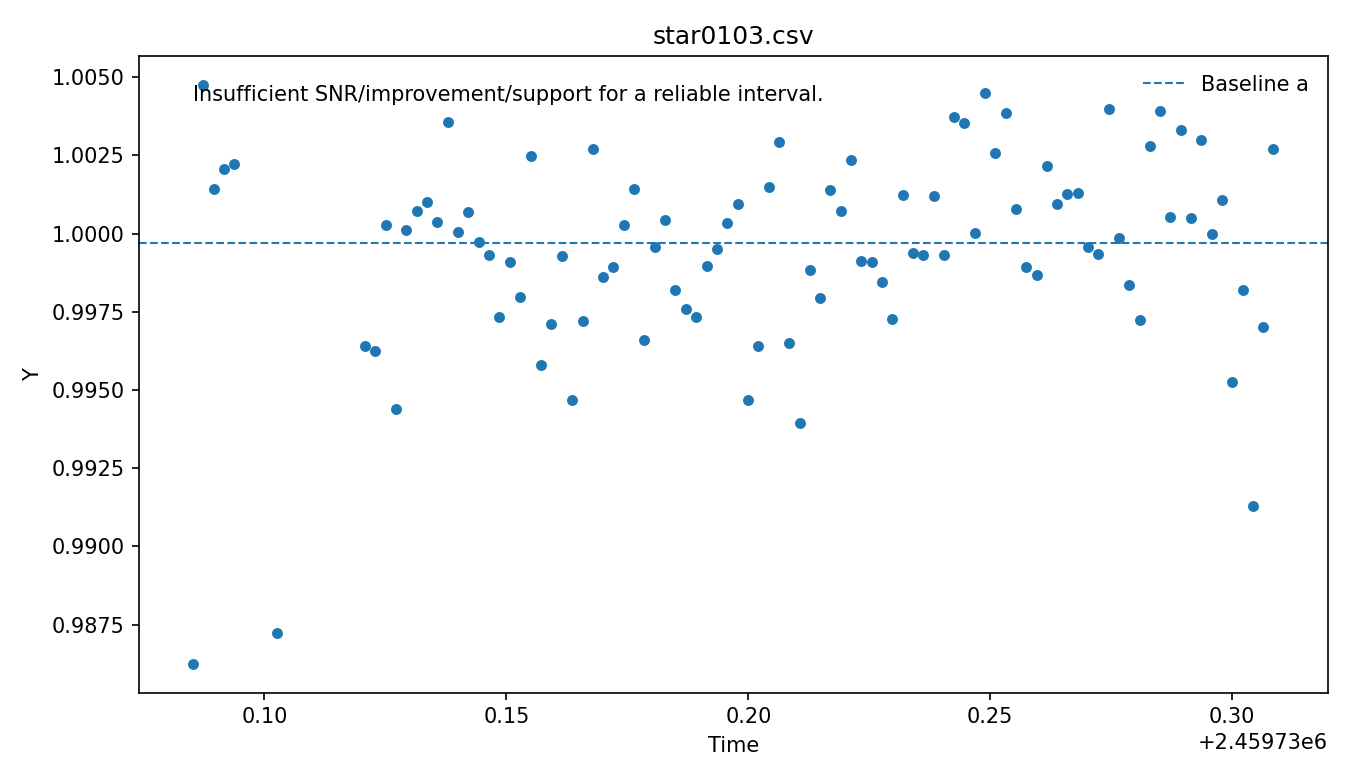 star0103.csv
Insufficient SNR/improvement/support for a reliable interval.
Baseline a
Y
1.0050
1.0025
1.0000
0.9975
0.9950
0.9925
0.9900
0.9875
0.10 0.15 0.20 0.25 0.30
Time
+2.45973e6